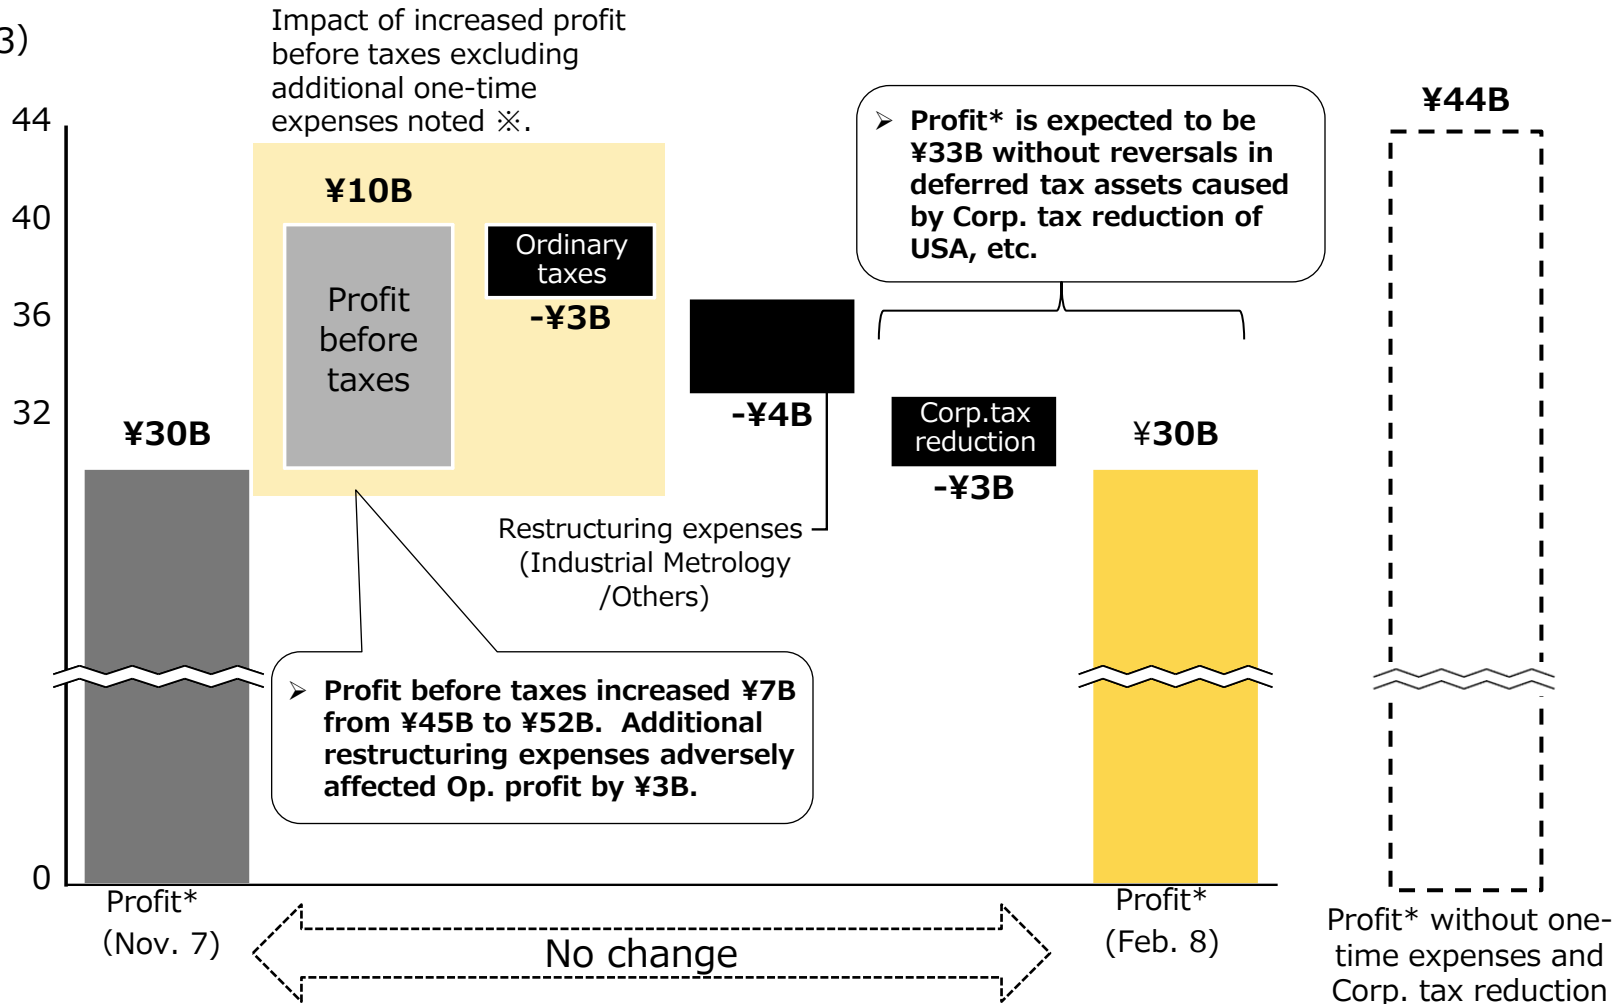 3)
Impact of increased profit
before taxes excluding
additional one-time
expenses noted ※.
44
40
36
32
0
¥30B
¥10B
Profit
before
taxes
Ordinary
taxes
-¥3B
-¥4B
Restructuring expenses
(Industrial Metrology
/Others)
➢ Profit* is expected to be
¥33B without reversals in
deferred tax assets caused
by Corp. tax reduction of
USA, etc.
Corp.tax
reduction
-¥3B
¥30B
¥44B
➢ Profit before taxes increased ¥7B
from ¥45B to ¥52B. Additional
restructuring expenses adversely
affected Op. profit by ¥3B.
Profit*
(Nov. 7)
No change
Profit*
(Feb. 8)
Profit* without one-
time expenses and
Corp. tax reduction